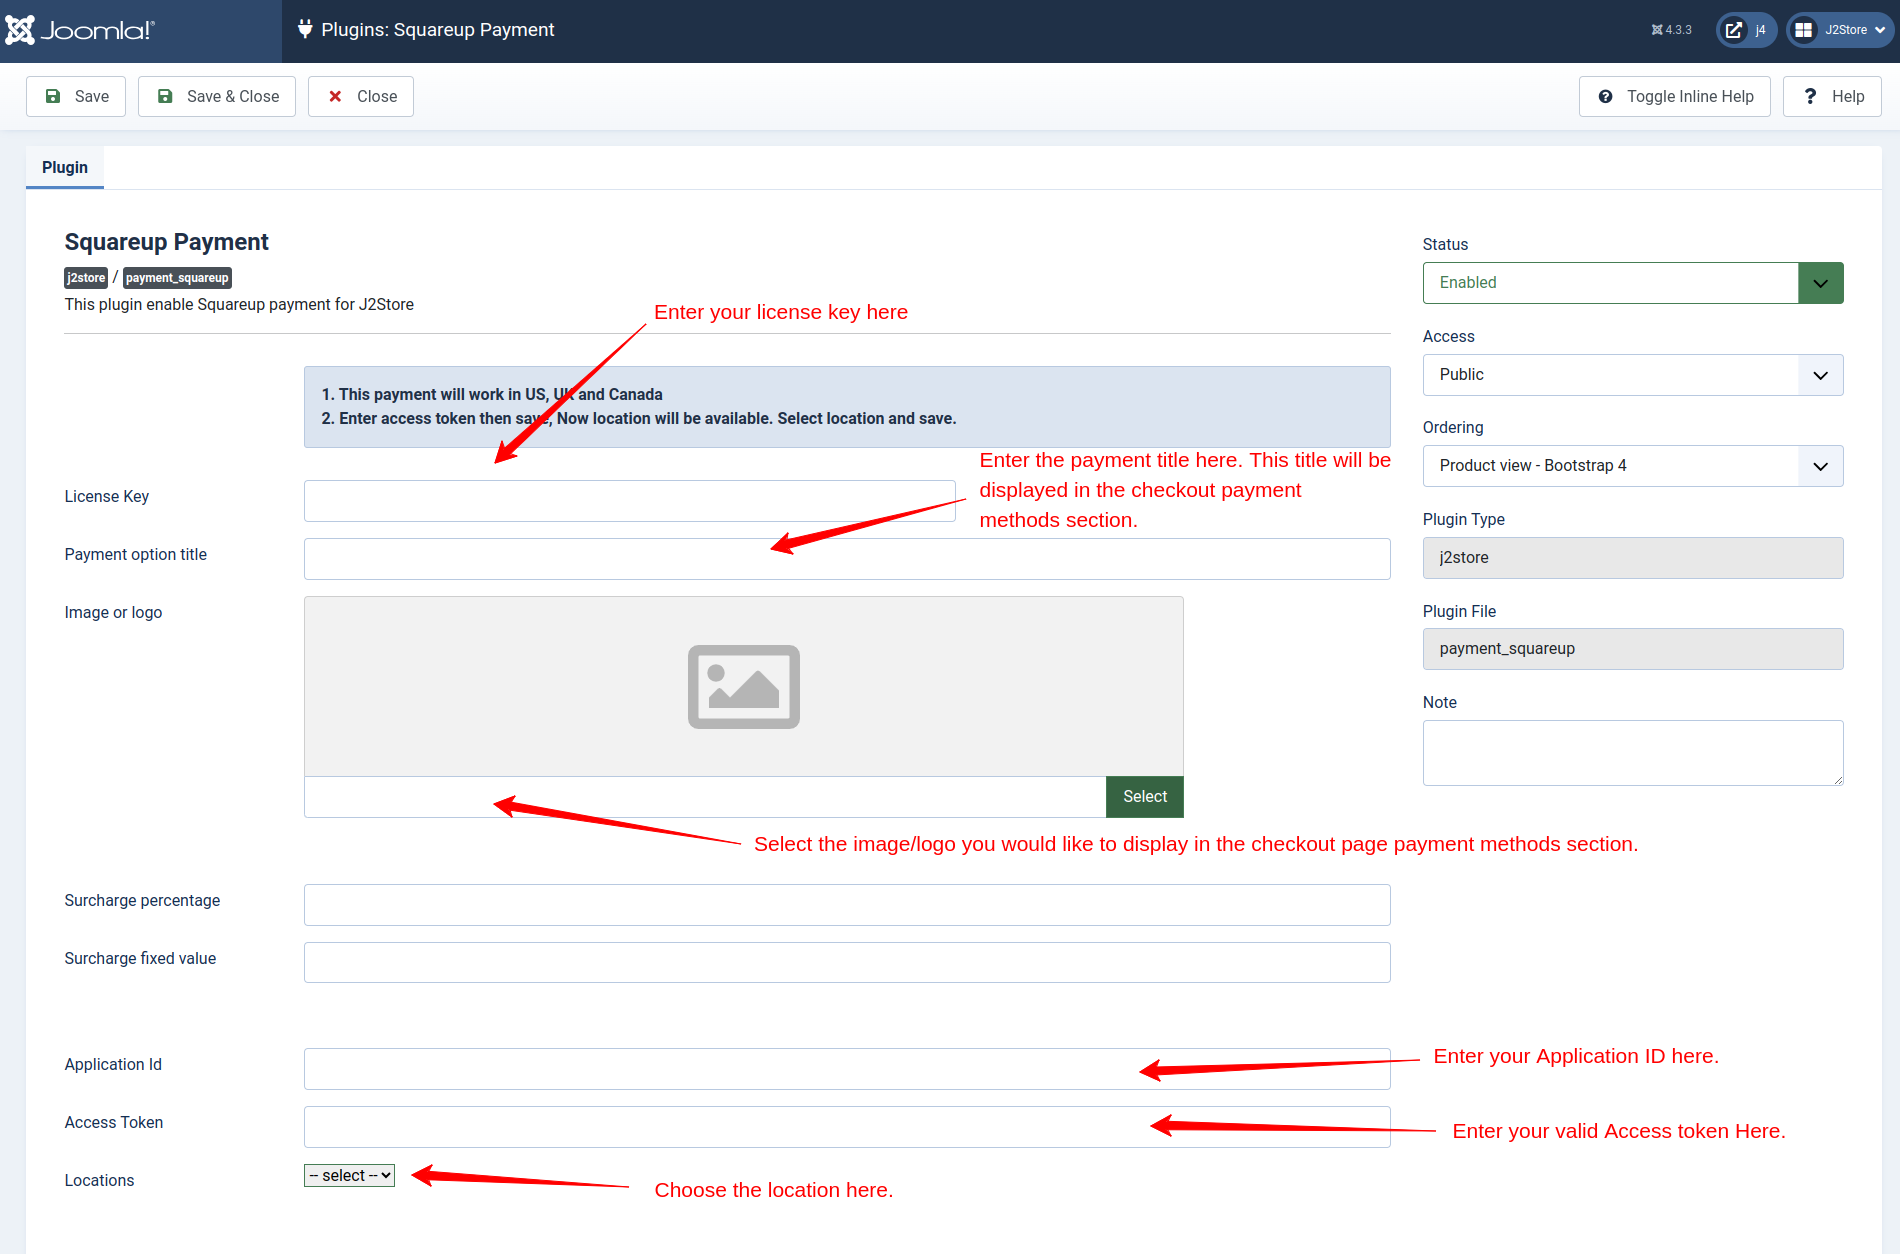 Joomla!®
Plugins: Squareup Payment
4.3.3
j4
J2Store
Save
Save & Close
Close
Toggle Inline Help
Help
Plugin
Squareup Payment
j2store / payment_squareup
This plugin enable Squareup payment for J2Store
Enter your license key here
1. This payment will work in US, UK and Canada
2. Enter access token then save, Now location will be available. Select location and save.
License Key
Enter the payment title here. This title will be
displayed in the checkout payment
methods section.
Payment option title
Image or logo
Select
Select the image/logo you would like to display in the checkout page payment methods section.
Surcharge percentage
Surcharge fixed value
Application Id
Enter your Application ID here.
Access Token
Enter your valid Access token Here.
Locations
-- select --
Choose the location here.
Status
Enabled
Access
Public
Ordering
Product view - Bootstrap 4
Plugin Type
j2store
Plugin File
payment_squareup
Note